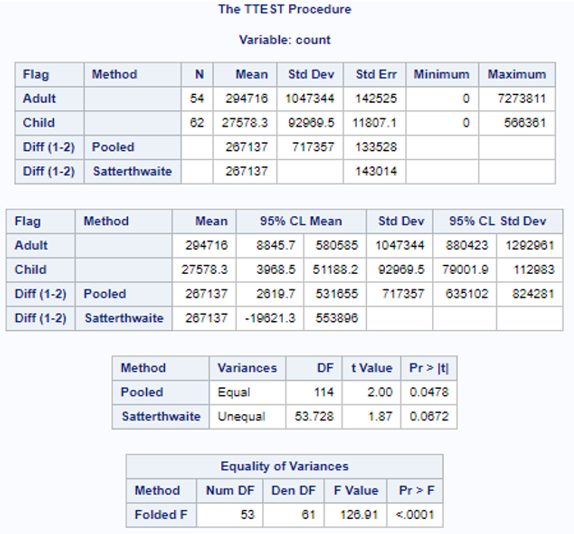 The TTEST Procedure
Variable: count
Flag Method N Mean Std Dev Std Err Minimum Maximum
Adult 54 294716 1047344 142525 0 7273811
Child 62 27578.3 92969.5 11807.1 0 566361
Diff (1-2) Pooled 267137 717357 133528
Diff (1-2) Satterthwaite 267137 143014
Flag Method Mean 95% CL Mean Std Dev 95% CL Std Dev
Adult 294716 8845.7 580585 1047344 880423 1292961
Child 27578.3 3968.5 51188.2 92969.5 79001.9 112983
Diff (1-2) Pooled 267137 2619.7 531655 717357 635102 824281
Diff (1-2) Satterthwaite 267137 -19621.3 553896
Method Variances DF t Value Pr > |t|
Pooled Equal 114 2.00 0.0478
Satterthwaite Unequal 53.728 1.87 0.0672
Equality of Variances
Method Num DF Den DF F Value Pr > F
Folded F 53 61 126.91 <.0001